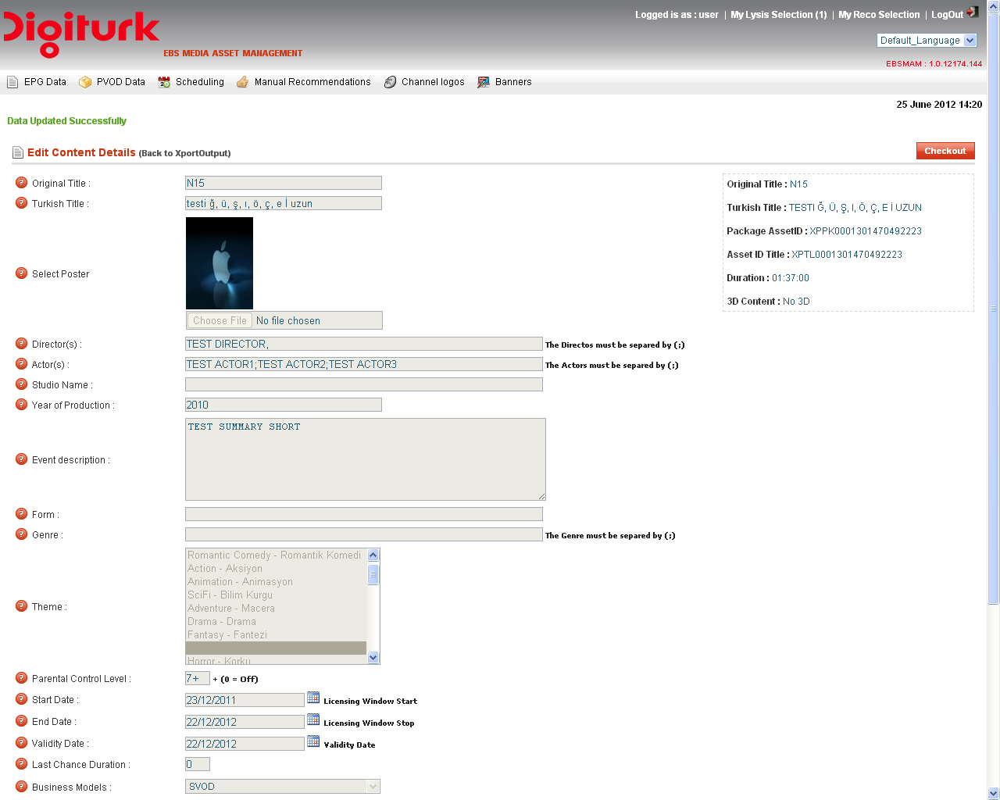 Digiturk
EBS MEDIA ASSET MANAGEMENT
Logged is as : user | My Lysis Selection (1) | My Reco Selection | LogOut
Default_Language
EBSMAM : 1.0.12174.144
EPG Data PVOD Data Scheduling Manual Recommendations Channel logos Banners
25 June 2012 14:20
Data Updated Successfully
Edit Content Details (Back to XportOutput)
Checkout
Original Title : N15
Turkish Title : testi ğ, ü, ş, ı, ö, ç, e İ uzun
Select Poster
Choose File No file chosen
Director(s) : TEST DIRECTOR, The Directos must be separed by (;)
Actor(s) : TEST ACTOR1;TEST ACTOR2;TEST ACTOR3 The Actors must be separed by (;)
Studio Name :
Year of Production : 2010
Event description : TEST SUMMARY SHORT
Form :
Genre : The Genre must be separed by (;)
Theme :
Romantic Comedy - Romantik Komedi
Action - Aksiyon
Animation - Animasyon
SciFi - Bilim Kurgu
Adventure - Macera
Drama - Drama
Fantasy - Fantezi
Horror - Korku
Parental Control Level : 7+ + (0 = Off)
Start Date : 23/12/2011 Licensing Window Start
End Date : 22/12/2012 Licensing Window Stop
Validity Date : 22/12/2012 Validity Date
Last Chance Duration : 0
Business Models : SVOD
Original Title : N15
Turkish Title : TESTI Ğ, Ü, Ş, I, Ö, Ç, E İ UZUN
Package AssetID : XPPK0001301470492223
Asset ID Title : XPTL0001301470492223
Duration : 01:37:00
3D Content : No 3D